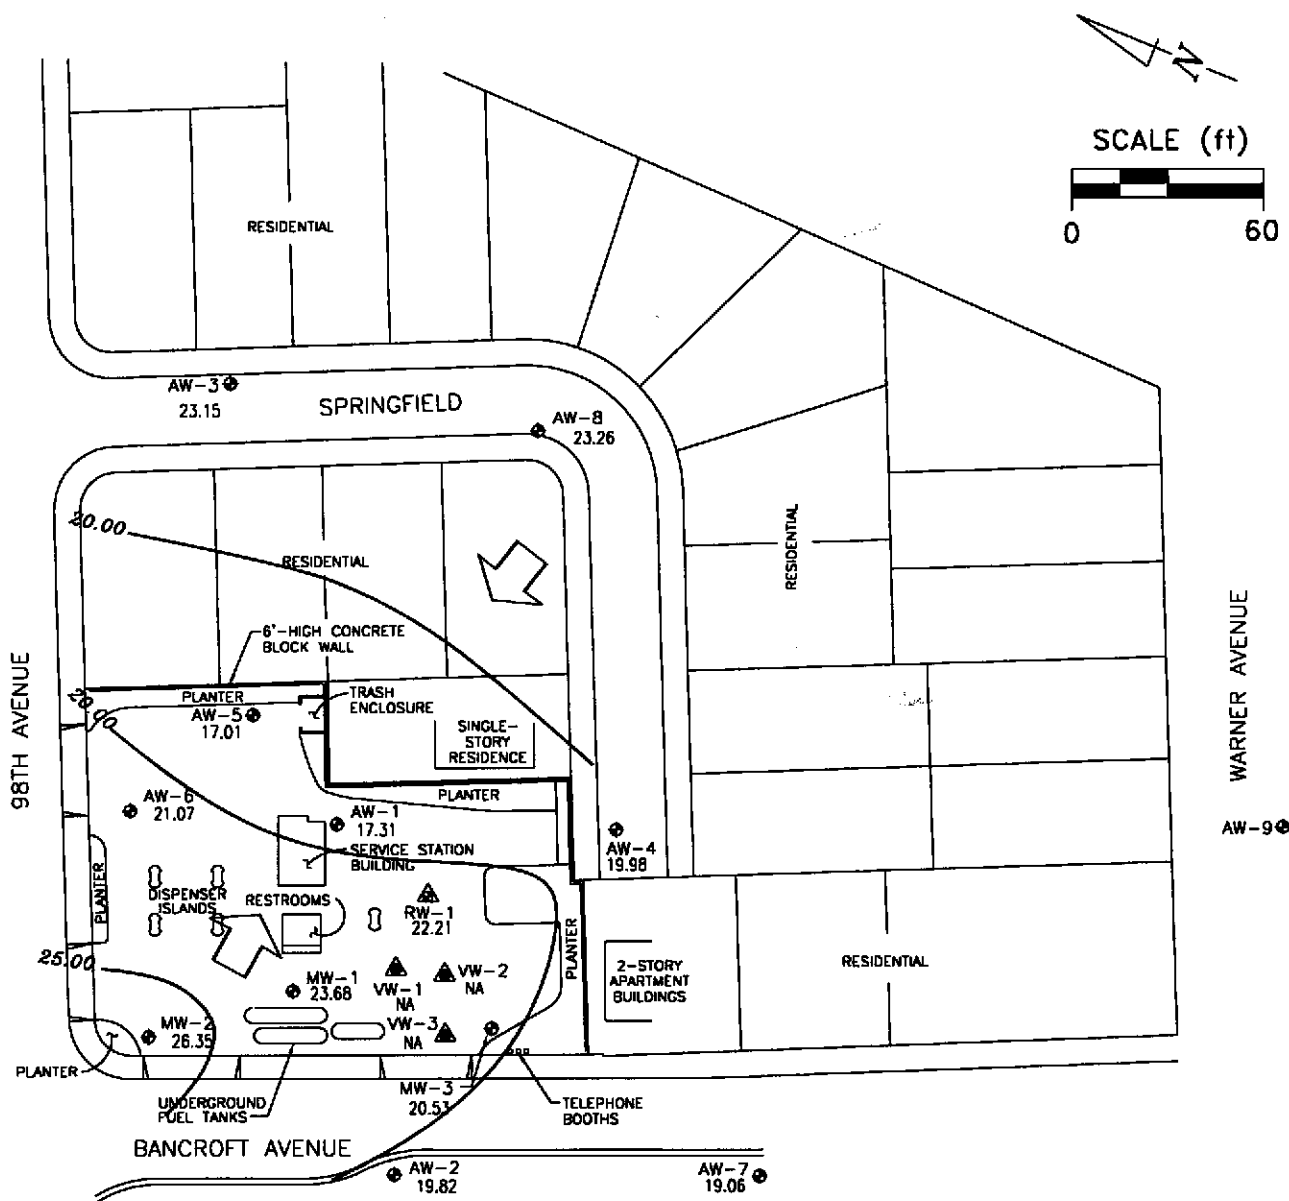 N
SCALE (ft)
0 60
RESIDENTIAL
AW-3
23.15
SPRINGFIELD
AW-8
23.26
20.00
RESIDENTIAL
RESIDENTIAL
6'-HIGH CONCRETE
BLOCK WALL
98TH AVENUE
WARNER AVENUE
20.00
PLANTER
TRASH
ENCLOSURE
AW-5
17.01
SINGLE-
STORY
RESIDENCE
PLANTER
AW-6
21.07
AW-1
17.31
AW-4
19.98
AW-9
SERVICE STATION
BUILDING
PLANTER
DISPENSER
ISLANDS
RESTROOMS
RW-1
22.21
PLANTER
25.00
MW-1
23.68
VW-1
NA
VW-2
NA
2-STORY
APARTMENT
BUILDINGS
RESIDENTIAL
MW-2
26.35
VW-3
NA
PLANTER
UNDERGROUND
FUEL TANKS
MW-3
20.53
TELEPHONE
BOOTHS
BANCROFT AVENUE
AW-2
19.82
AW-7
19.06